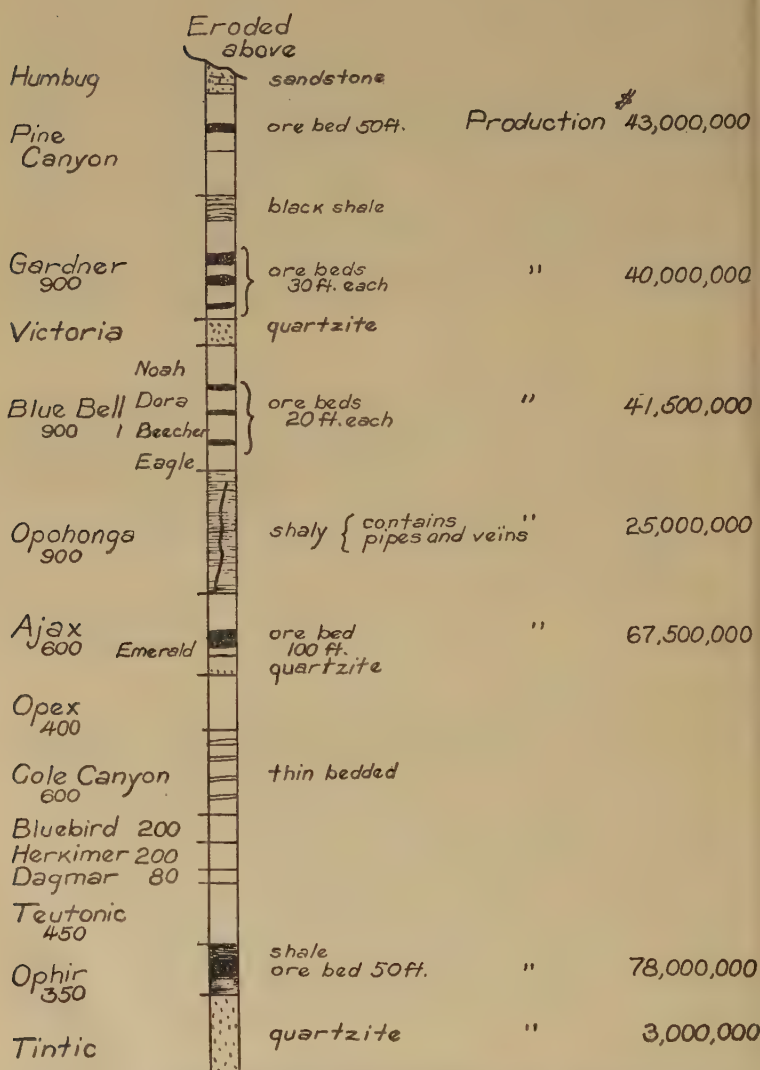 Eroded
above
Humbug sandstone
Pine
Canyon
ore bed 50ft. Production $ 43,000,000
black shale
Gardner
900
ore beds
30ft. each " 40,000,000
Victoria quartzite
Noah
Blue Bell
900
Dora
1 Beecher
Eagle
ore beds
20ft. each " 41,500,000
Opohonga
900
shaly { contains "
pipes and veins 25,000,000
Ajax
600
Emerald
ore bed
100 ft. " 67,500,000
quartzite
Opex
400
Cole Canyon
600
thin bedded
Bluebird 200
Herkimer 200
Dagmar 80
Teutonic
450
Ophir
350
shale
ore bed 50ft. " 78,000,000
Tintic quartzite " 3,000,000